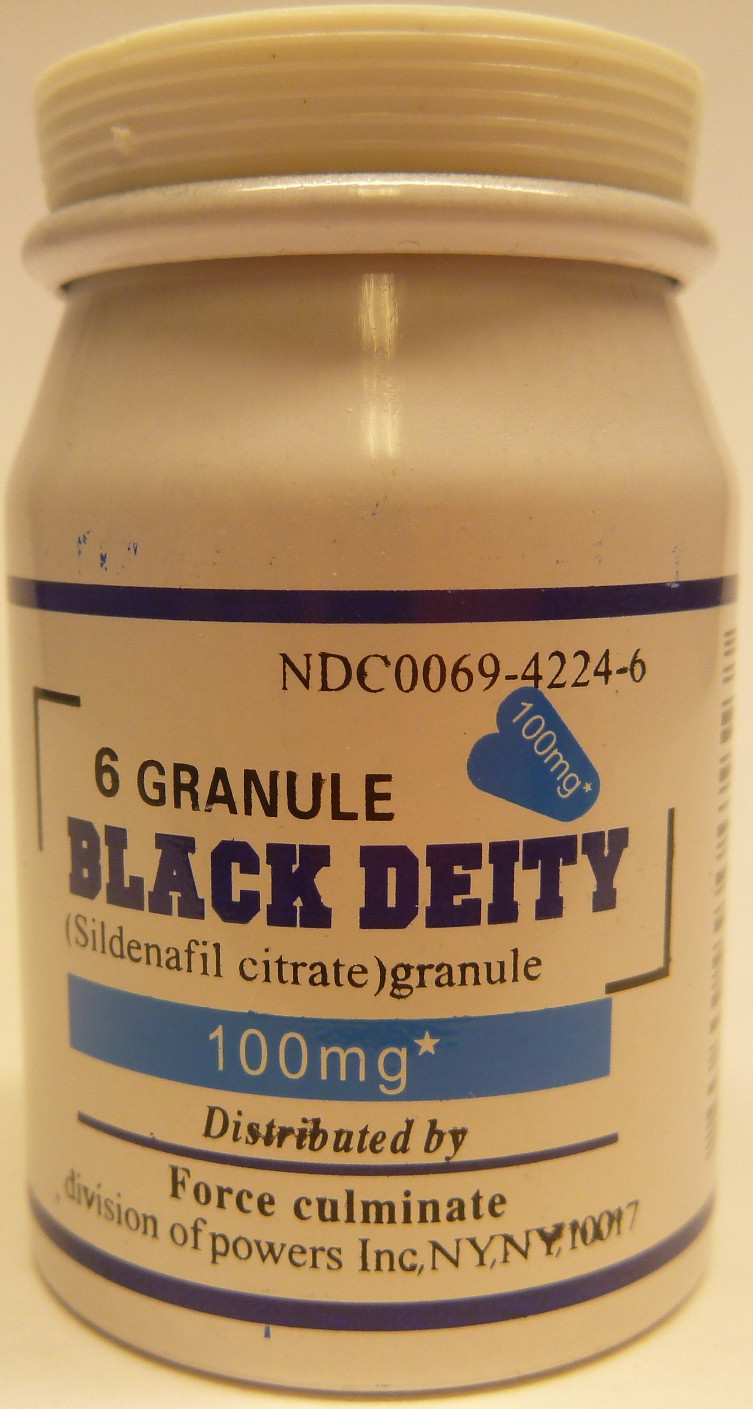 NDC0069-4224-6
100mg*
6 GRANULE
BLACK DEITY
(Sildenafil citrate)granule
100mg★
Distributed by
Force culminate
division of powers Inc,NY,NY,10017